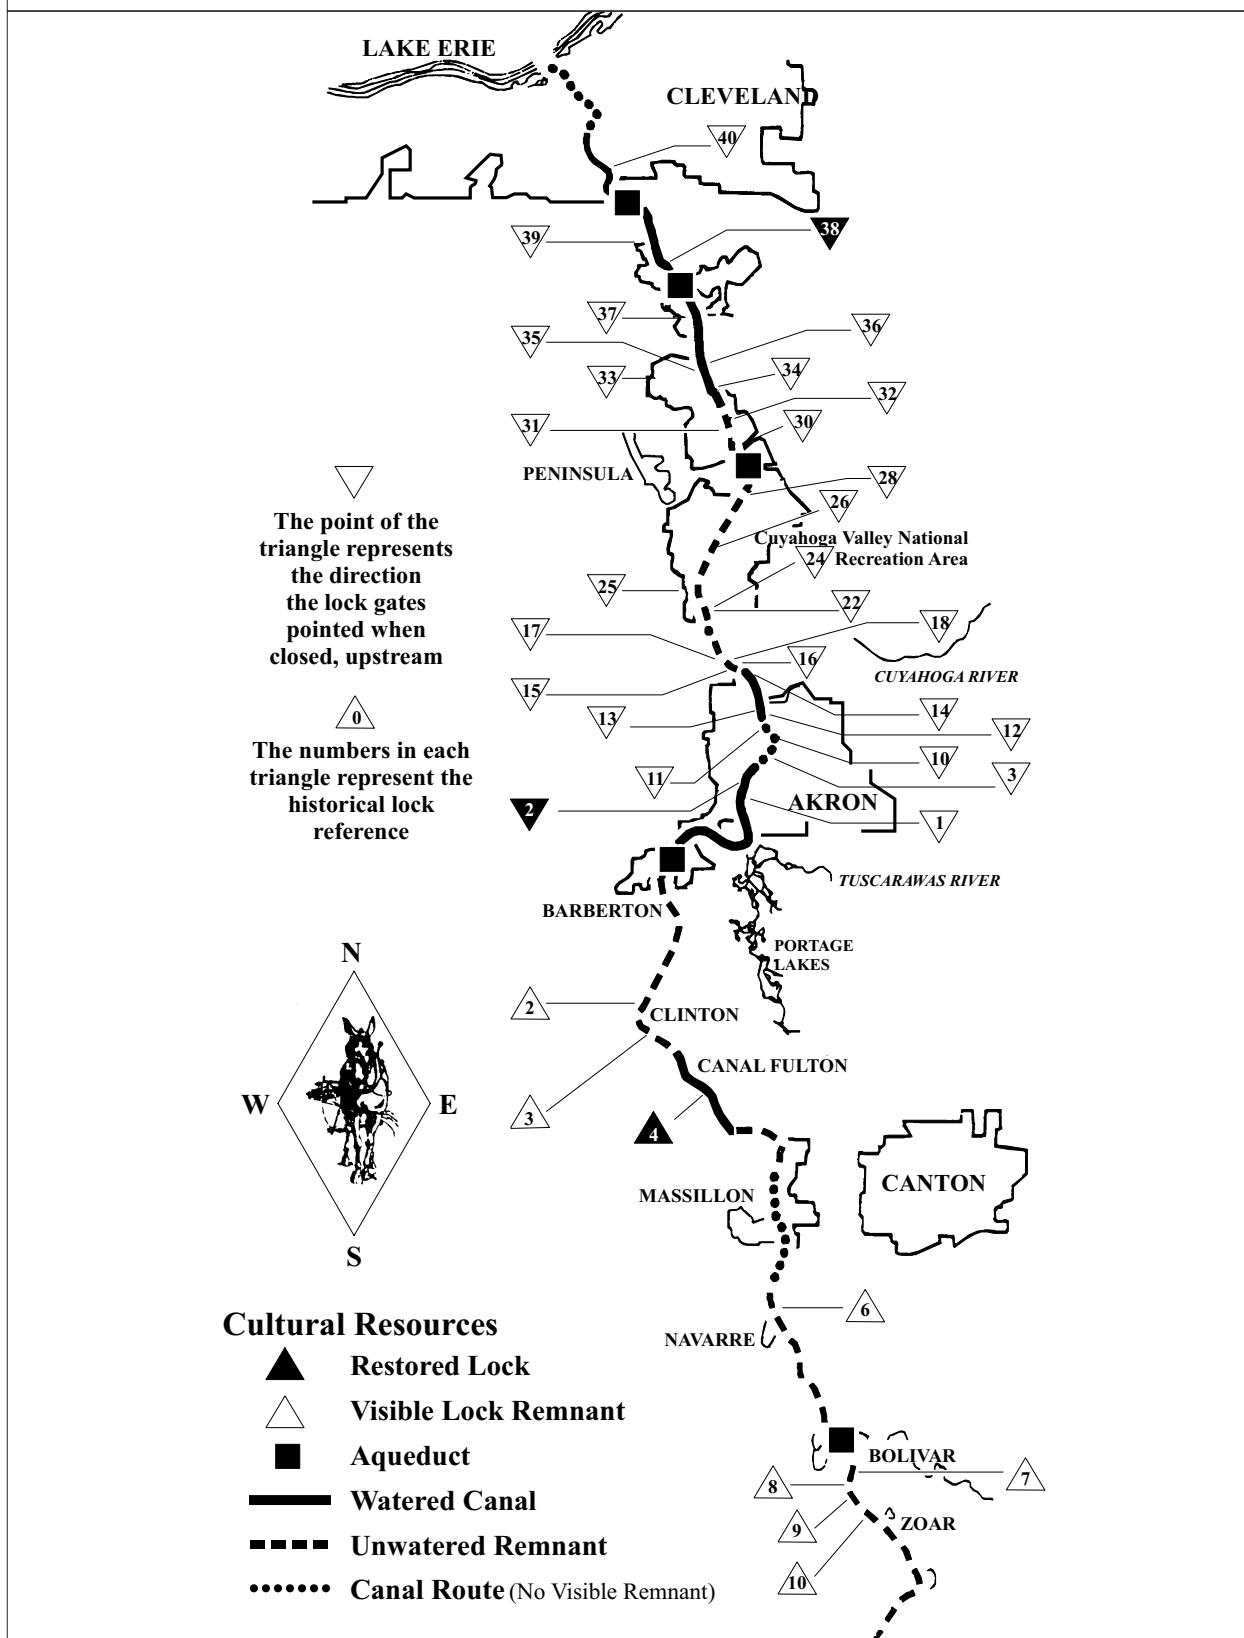 LAKE ERIE
CLEVELAND
40
39
38
37
36
35
34
33
32
31
30
PENINSULA
28
26
The point of the
triangle represents
the direction
the lock gates
pointed when
closed, upstream
Cuyahoga Valley National
24 Recreation Area
25
22
17
18
16
CUYAHOGA RIVER
15
14
13
12
0
The numbers in each
triangle represent the
historical lock
reference
10
11
3
2
AKRON
1
TUSCARAWAS RIVER
BARBERTON
PORTAGE
LAKES
N
W
E
S
2
CLINTON
CANAL FULTON
3
4
CANTON
MASSILLON
6
NAVARRE
BOLIVAR
7
8
9
ZOAR
10
Cultural Resources
Restored Lock
Visible Lock Remnant
Aqueduct
Watered Canal
Unwatered Remnant
Canal Route (No Visible Remnant)